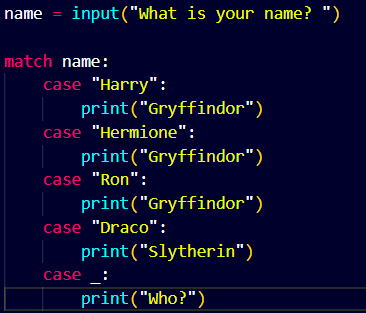 name = input("What is your name? ")
match name:
    case "Harry":
        print("Gryffindor")
    case "Hermione":
        print("Gryffindor")
    case "Ron":
        print("Gryffindor")
    case "Draco":
        print("Slytherin")
    case _:
        print("Who?")